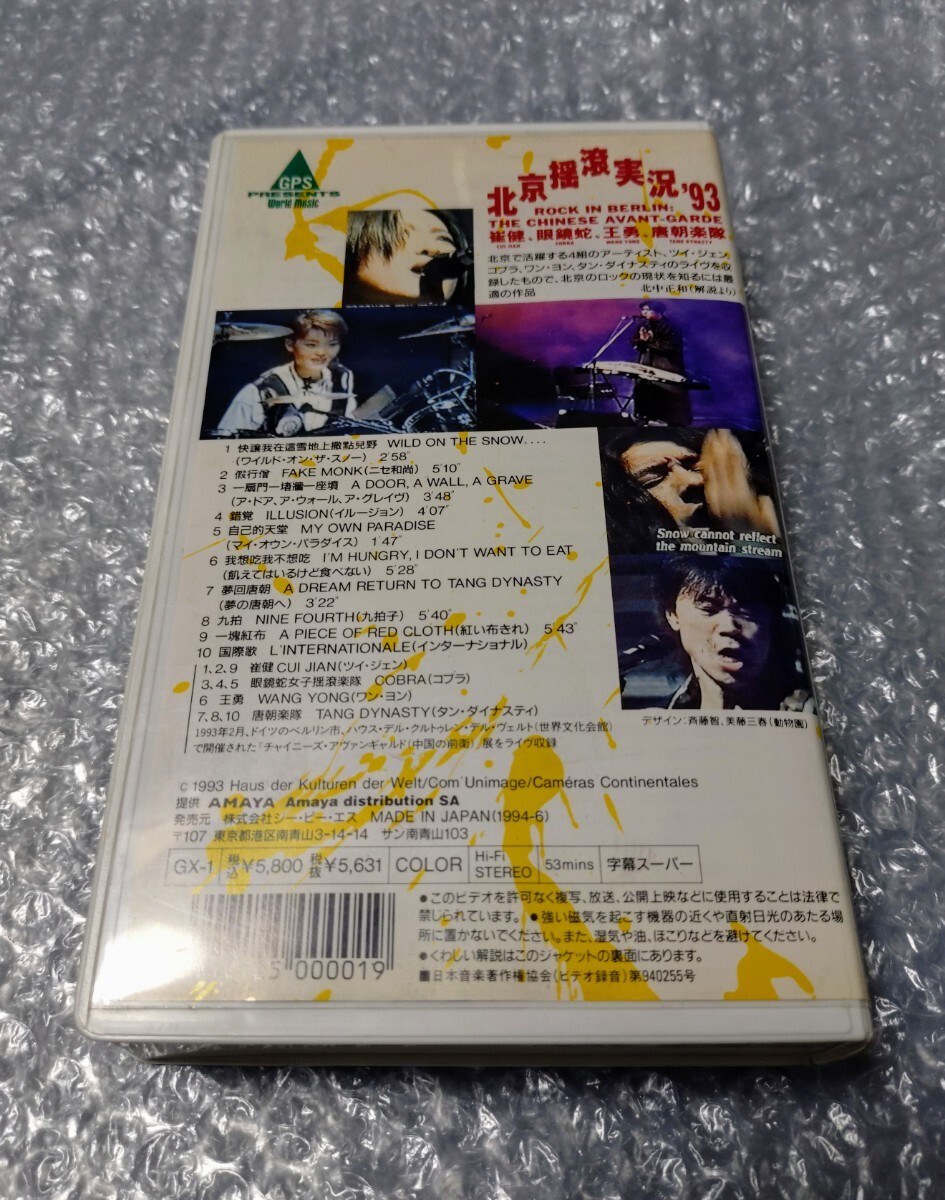 GPS
PRESENTS
World Music
北京揺滾実況'93
ROCK IN BERLIN:
THE CHINESE AVANT-GARDE
崔健、眼鏡蛇、王勇、唐朝楽隊
CUI JIAN COBRA WANG YONG TANG DYNASTY
北京で活躍する4組のアーティスト、ツイ・ジェン、
コブラ、ワン・ヨン、タン・ダイナスティのライヴを収
録したもので、北京のロックの現状を知るには最
適の作品 北中正和(解説より)
1 快譲我在這雪地上撒點兒野 WILD ON THE SNOW....
(ワイルド・オン・ザ・スノー) 2'58"
2 假行僧 FAKE MONK(ニセ和尚) 5'10"
3 一扇門一堵牆一座墳 A DOOR, A WALL, A GRAVE
(ア・ドア、ア・ウォール、ア・グレイヴ) 3'48"
4 錯覚 ILLUSION(イルージョン) 4'07"
5 自己的天堂 MY OWN PARADISE
(マイ・オウン・パラダイス) 1'47"
6 我想吃我不想吃 I'M HUNGRY, I DON'T WANT TO EAT
(飢えてはいるけど食べない) 5'28"
7 夢回唐朝 A DREAM RETURN TO TANG DYNASTY
(夢の唐朝へ) 3'22"
8 九拍 NINE FOURTH(九拍子) 5'40"
9 一塊紅布 A PIECE OF RED CLOTH(紅い布きれ) 5'43"
10 国際歌 L'INTERNATIONALE(インターナショナル)
1, 2, 9 崔健 CUI JIAN(ツイ・ジェン)
3, 4, 5 眼鏡蛇女子揺滾楽隊 COBRA(コブラ)
6 王勇 WANG YONG(ワン・ヨン)
7, 8, 10 唐朝楽隊 TANG DYNASTY(タン・ダイナスティ)
1993年2月、ドイツのベルリン市、ハウス・デル・クルトゥレン・デル・ヴェルト(世界文化会館)
で開催された「チャイニーズ・アヴァンギャルド(中国の前衛)」展をライヴ収録
Snow cannot reflect
the mountain stream
デザイン:斉藤智、美藤三春(動物園)
c 1993 Haus der Kulturen der Welt/Com' Unimage/Caméras Continentales
提供 AMAYA Amaya distribution SA
発売元 株式会社ジー・ピー・エス MADE IN JAPAN(1994-6)
〒107 東京都港区南青山3-14-14 サン南青山103
GX-1 税込¥5,800 税抜¥5,631 COLOR Hi-Fi STEREO 53mins 字幕スーパー
5 000019
●このビデオを許可なく複写、放送、公開上映などに使用することは法律で
禁じられています。●強い磁気を起こす機器の近くや直射日光のあたる場
所に置かないでください。また、湿気や油、ほこりなどを避けてください。
●くわしい解説はこのジャケットの裏面にあります。
■日本音楽著作権協会(ビデオ録音)第940255号